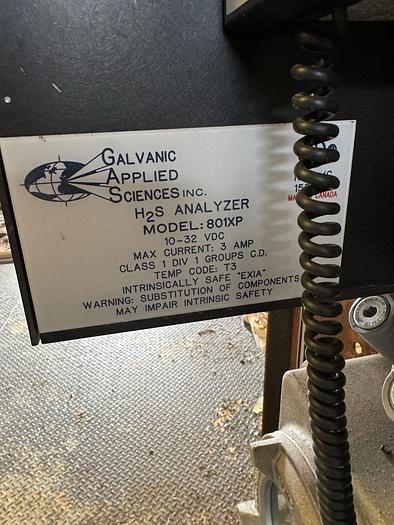 GALVANIC
APPLIED
SCIENCES INC.
H2S ANALYZER
MODEL: 801XP
10-32 VDC
MAX CURRENT: 3 AMP
CLASS 1 DIV 1 GROUPS C.D.
TEMP CODE: T3
INTRINSICALLY SAFE "EXIA"
WARNING: SUBSTITUTION OF COMPONENTS
MAY IMPAIR INTRINSIC SAFETY
CANADA